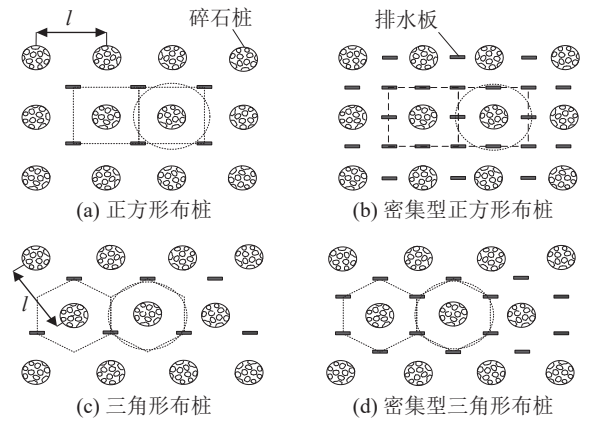 l
碎石桩
排水板
(a) 正方形布桩
(b) 密集型正方形布桩
l
(c) 三角形布桩
(d) 密集型三角形布桩